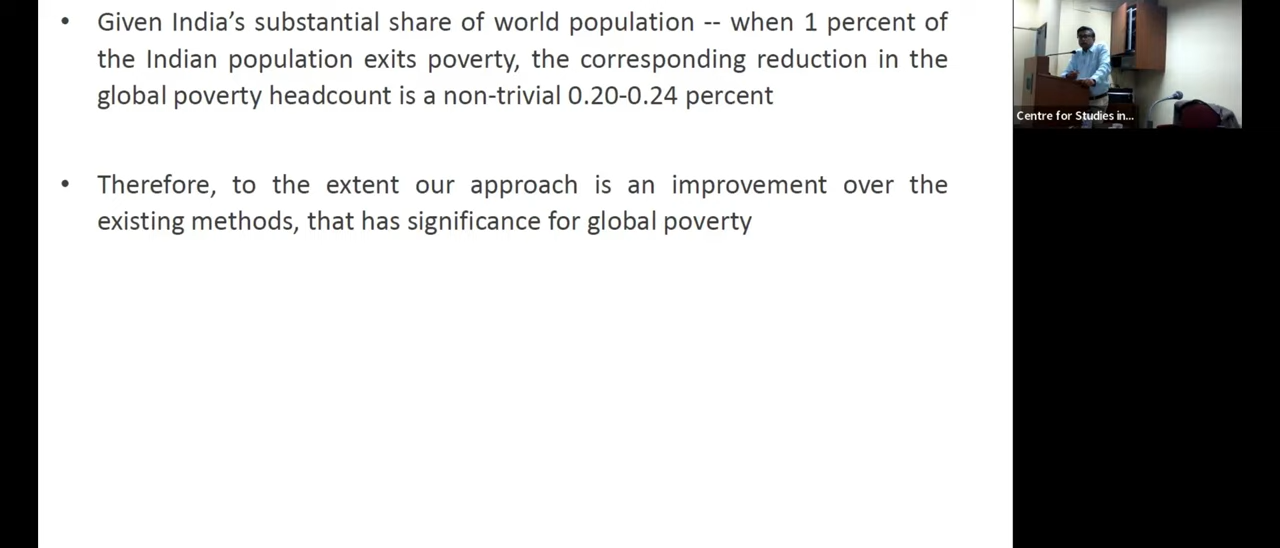 • Given India's substantial share of world population -- when 1 percent of
the Indian population exits poverty, the corresponding reduction in the
global poverty headcount is a non-trivial 0.20-0.24 percent
• Therefore, to the extent our approach is an improvement over the
existing methods, that has significance for global poverty
Centre for Studies in...